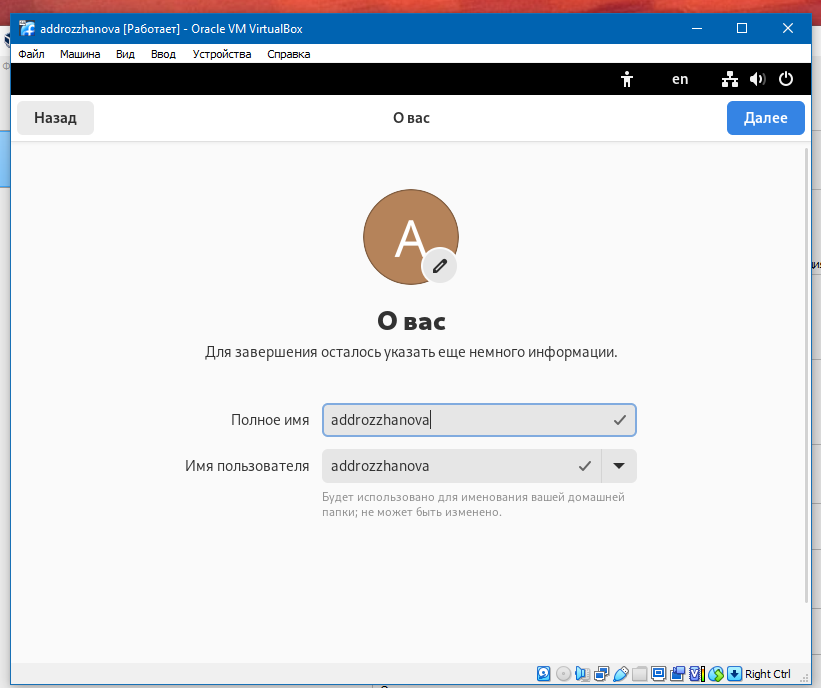 addrozzhanova [Работает] - Oracle VM VirtualBox
Файл Машина Вид Ввод Устройства Справка
en
Назад О вас Далее
A
О вас
Для завершения осталось указать еще немного информации.
Полное имя addrozzhanova
Имя пользователя addrozzhanova
Будет использовано для именования вашей домашней
папки; не может быть изменено.
Right Ctrl